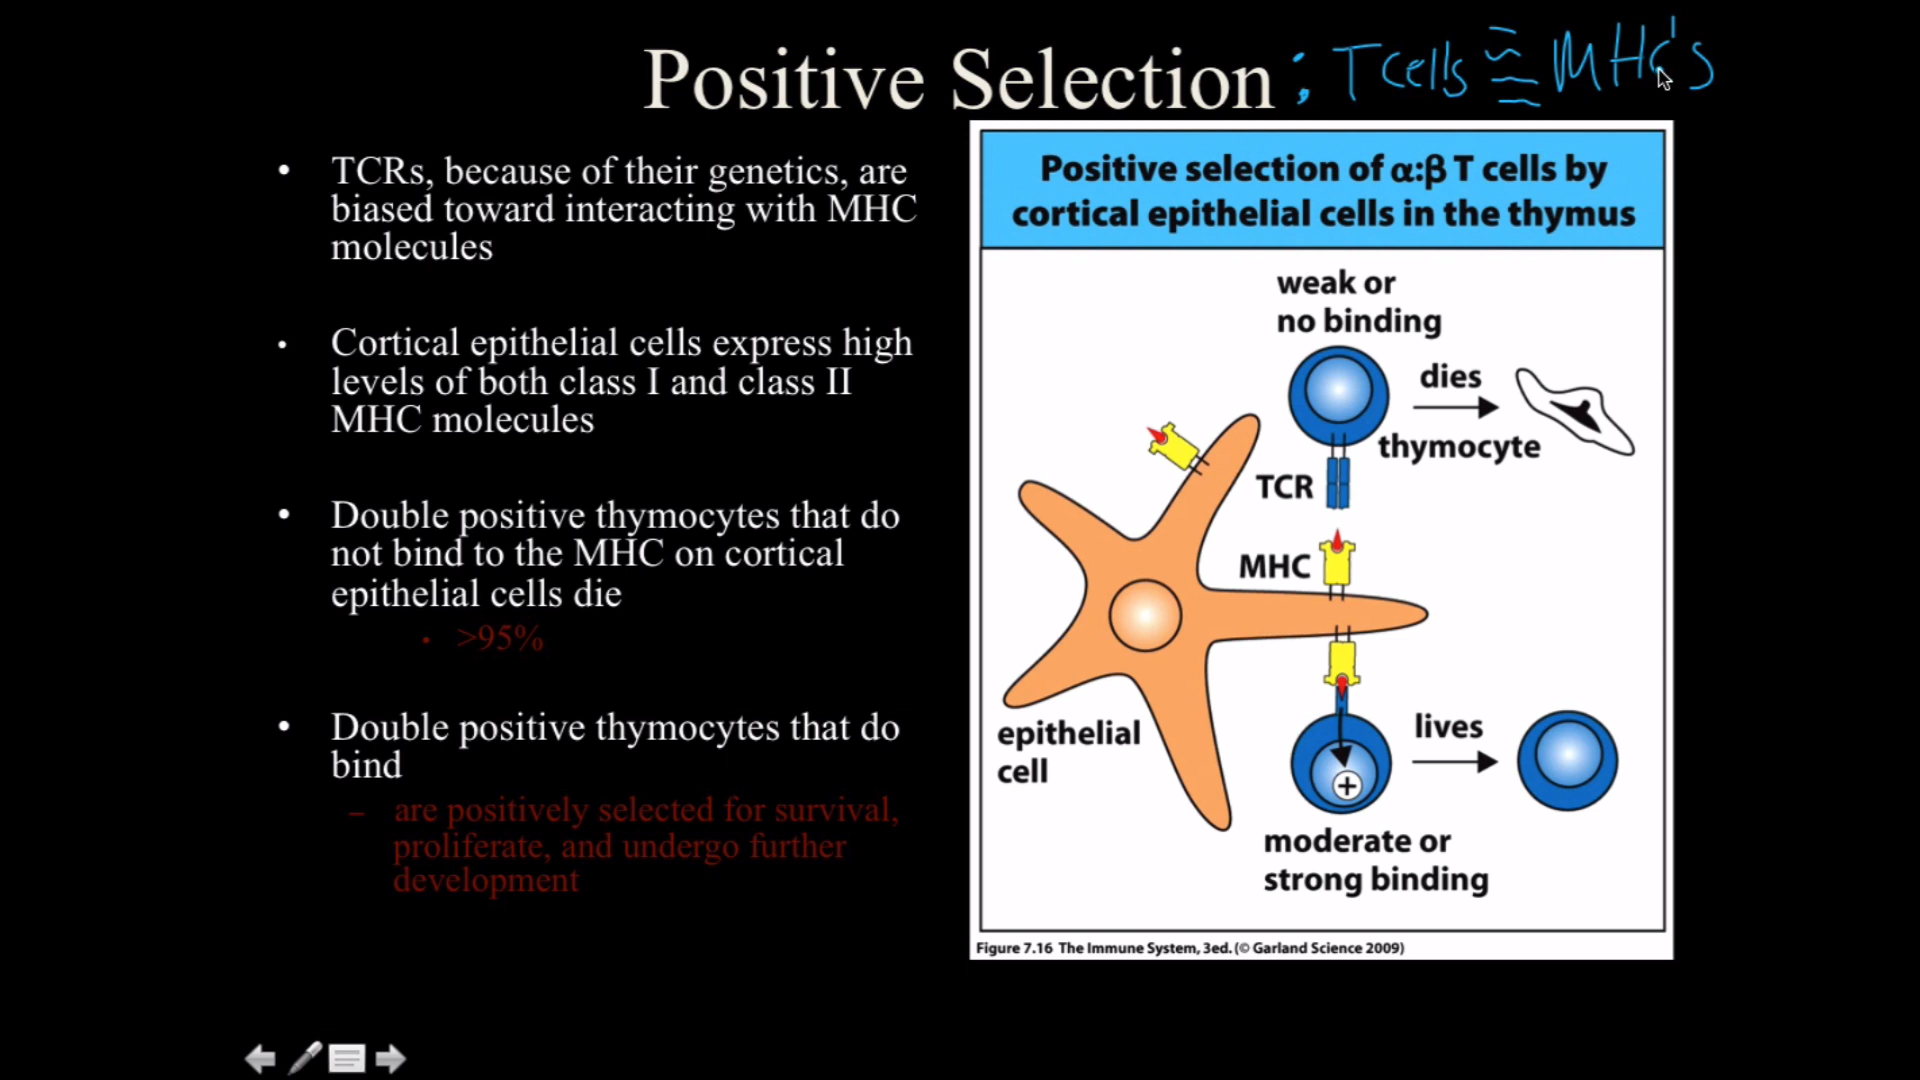 Positive Selection : T cells ≅ MHC's
• TCRs, because of their genetics, are
biased toward interacting with MHC
molecules
• Cortical epithelial cells express high
levels of both class I and class II
MHC molecules
• Double positive thymocytes that do
not bind to the MHC on cortical
epithelial cells die
• >95%
• Double positive thymocytes that do
bind
– are positively selected for survival,
proliferate, and undergo further
development
Positive selection of α:β T cells by
cortical epithelial cells in the thymus
weak or
no binding
dies
thymocyte
TCR
MHC
epithelial
cell
lives
+
moderate or
strong binding
Figure 7.16 The Immune System, 3ed. (© Garland Science 2009)